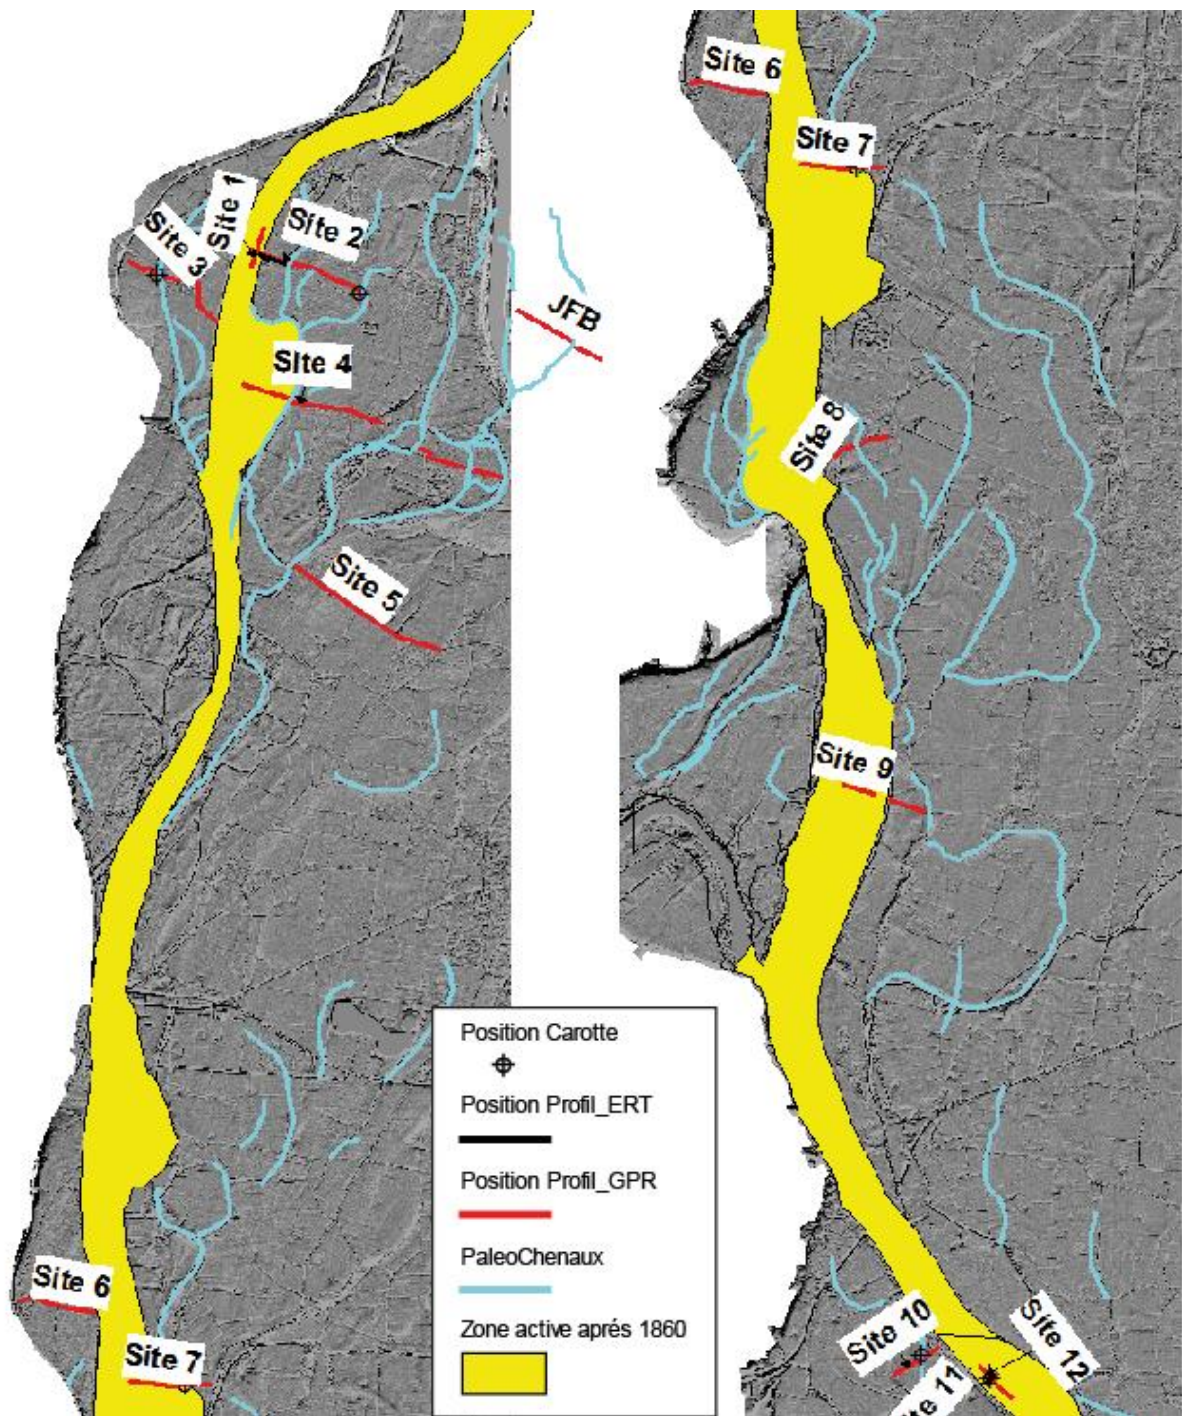 Site 1
Site 2
Site 3
JFB
Site 4
Site 5
Site 6
Site 7
Site 6
Site 7
Site 8
Site 9
Site 10
Site 11
Site 12
Position Carotte
Position Profil_ERT
Position Profil_GPR
PaleoChenaux
Zone active aprés 1860